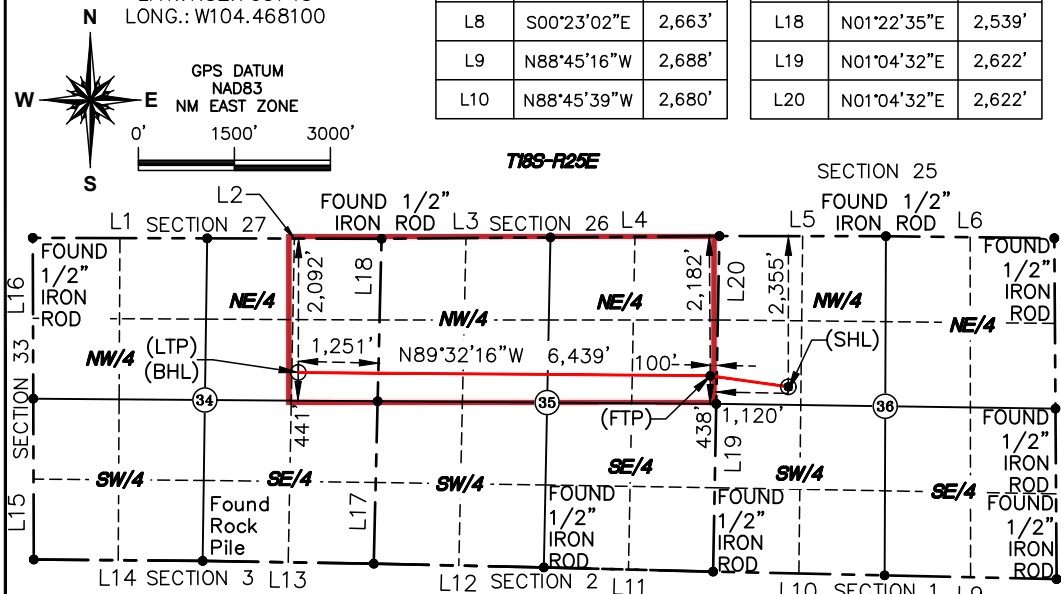 LONG.: W104.468100
N
W
E
S
GPS DATUM
NAD83
NM EAST ZONE
0' 1500' 3000'
L8 S00°23'02"E 2,663'
L9 N88°45'16"W 2,688'
L10 N88°45'39"W 2,680'
L18 N01°22'35"E 2,539'
L19 N01°04'32"E 2,622'
L20 N01°04'32"E 2,622'
T18S-R25E
SECTION 25
L2
FOUND 1/2"
IRON ROD
FOUND 1/2"
IRON ROD
L1 SECTION 27
L3 SECTION 26 L4
L5
L6
FOUND
1/2"
IRON
ROD
FOUND
1/2"
IRON
ROD
L16
2,092'
L18
2,182'
L20
2,355'
NE/4
NW/4
NE/4
NW/4
NE/4
NW/4
(LTP)
(BHL)
1,251'
N89°32'16"W 6,439'
100'
(SHL)
SECTION 33
34
35
36
(FTP)
441'
438'
1,120'
L19
FOUND
1/2"
IRON
ROD
SW/4
SE/4
SW/4
SE/4
SW/4
SE/4
L15
Found
Rock
Pile
L17
FOUND
1/2"
IRON
ROD
FOUND
1/2"
IRON
ROD
FOUND
1/2"
IRON
ROD
L14 SECTION 3 L13
L12 SECTION 2 L11
L10 SECTION 1 L9